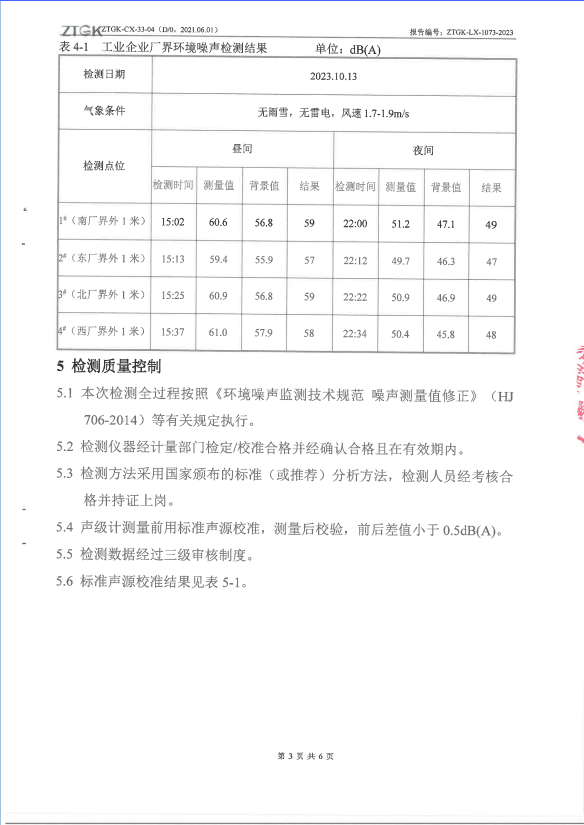 ZTGK ZTGK-CX-33-04（D/0，2021.06.01） 报告编号：ZTGK-LX-1073-2023
表 4-1 工业企业厂界环境噪声检测结果 单位：dB(A)
检测日期 2023.10.13
气象条件 无雨雪，无雷电，风速 1.7-1.9m/s
检测点位 昼间 夜间
检测时间 测量值 背景值 结果 检测时间 测量值 背景值 结果
1#（南厂界外 1 米） 15:02 60.6 56.8 59 22:00 51.2 47.1 49
2#（东厂界外 1 米） 15:13 59.4 55.9 57 22:12 49.7 46.3 47
3#（北厂界外 1 米） 15:25 60.9 56.8 59 22:22 50.9 46.9 49
4#（西厂界外 1 米） 15:37 61.0 57.9 58 22:34 50.4 45.8 48
5 检测质量控制
5.1 本次检测全过程按照《环境噪声监测技术规范 噪声测量值修正》（HJ
706-2014）等有关规定执行。
5.2 检测仪器经计量部门检定/校准合格并经确认合格且在有效期内。
5.3 检测方法采用国家颁布的标准（或推荐）分析方法，检测人员经考核合
格并持证上岗。
5.4 声级计测量前用标准声源校准，测量后校验，前后差值小于 0.5dB(A)。
5.5 检测数据经过三级审核制度。
5.6 标准声源校准结果见表 5-1。
第 3 页 共 6 页